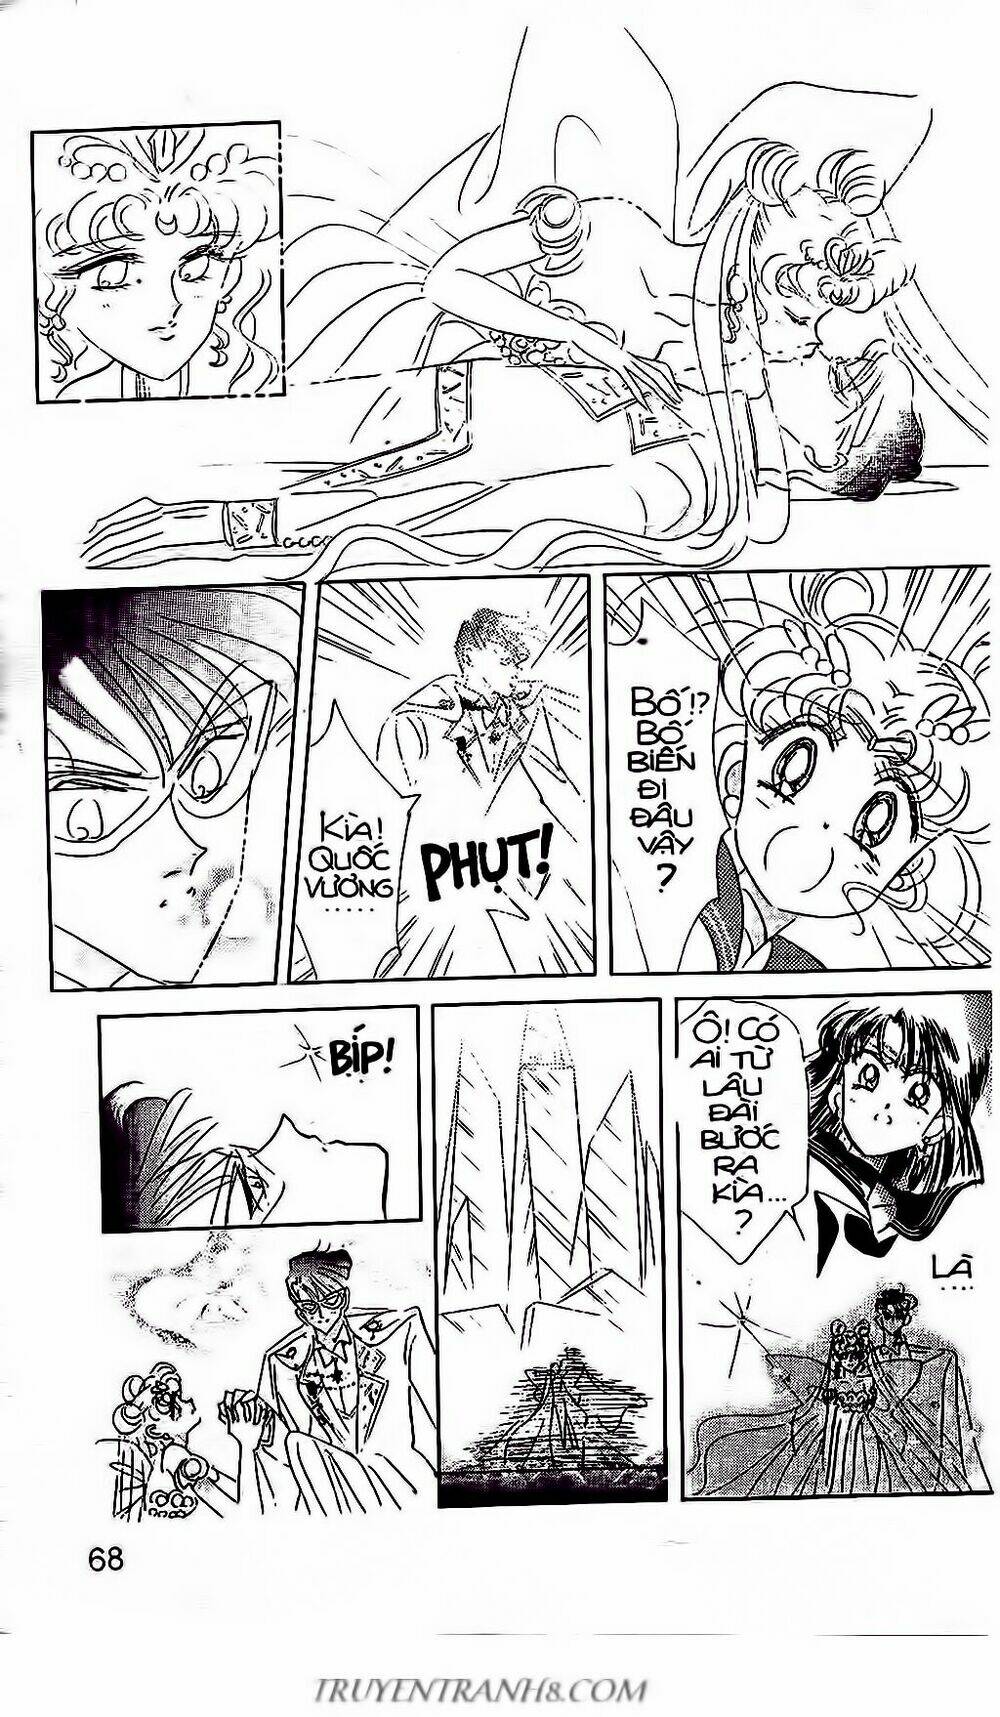 KÌA!
QUỐC
VƯƠNG
......
PHỤT!
BỐ!?
BỐ
BIẾN
ĐI
ĐÂU
VẬY
?
BÍP!
Ô! CÓ
AI TỪ
LÂU
ĐÀI
BƯỚC
RA
KÌA...
?
LÀ
....
68
TRUYENTRANH8.COM